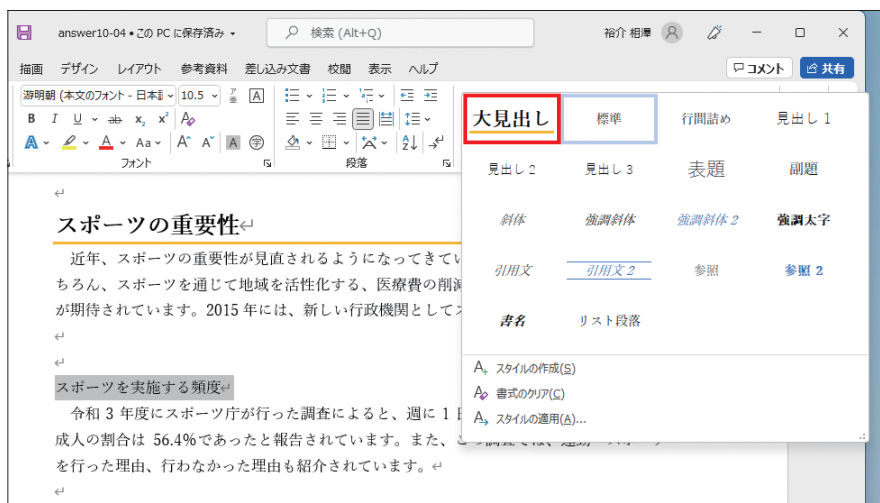 answer10-04 • この PC に保存済み
検索 (Alt+Q)
裕介 相澤
描画 デザイン レイアウト 参考資料 差し込み文書 校閲 表示 ヘルプ
コメント 共有
游明朝 (本文のフォント - 日本語 10.5
B I U ab x₂ x² A
A A Aa A A A 字
フォント 段落
大見出し 標準 行間詰め 見出し 1
見出し 2 見出し 3 表題 副題
斜体 強調斜体 強調斜体 2 強調太字
引用文 引用文 2 参照 参照 2
書名 リスト段落
スタイルの作成(S)
書式のクリア(C)
スタイルの適用(A)...
スポーツの重要性
近年、スポーツの重要性が見直されるようになってきてい
ちろん、スポーツを通じて地域を活性化する、医療費の削減
が期待されています。2015 年には、新しい行政機関としてス
スポーツを実施する頻度
令和 3 年度にスポーツ庁が行った調査によると、週に 1 日
成人の割合は 56.4%であったと報告されています。また、こ
を行った理由、行わなかった理由も紹介されています。